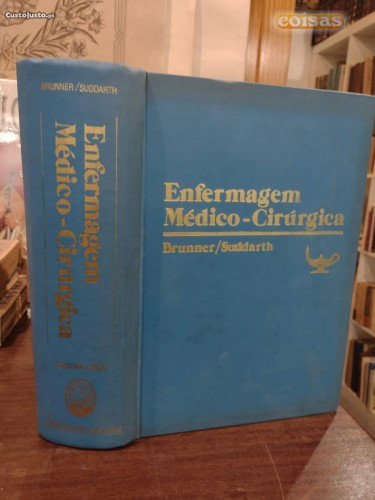 CustoJusto.pt
coisas
BRUNNER/SUDDARTH
Enfermagem
Médico-Cirúrgica
Enfermagem
Médico-Cirúrgica
Brunner/Suddarth